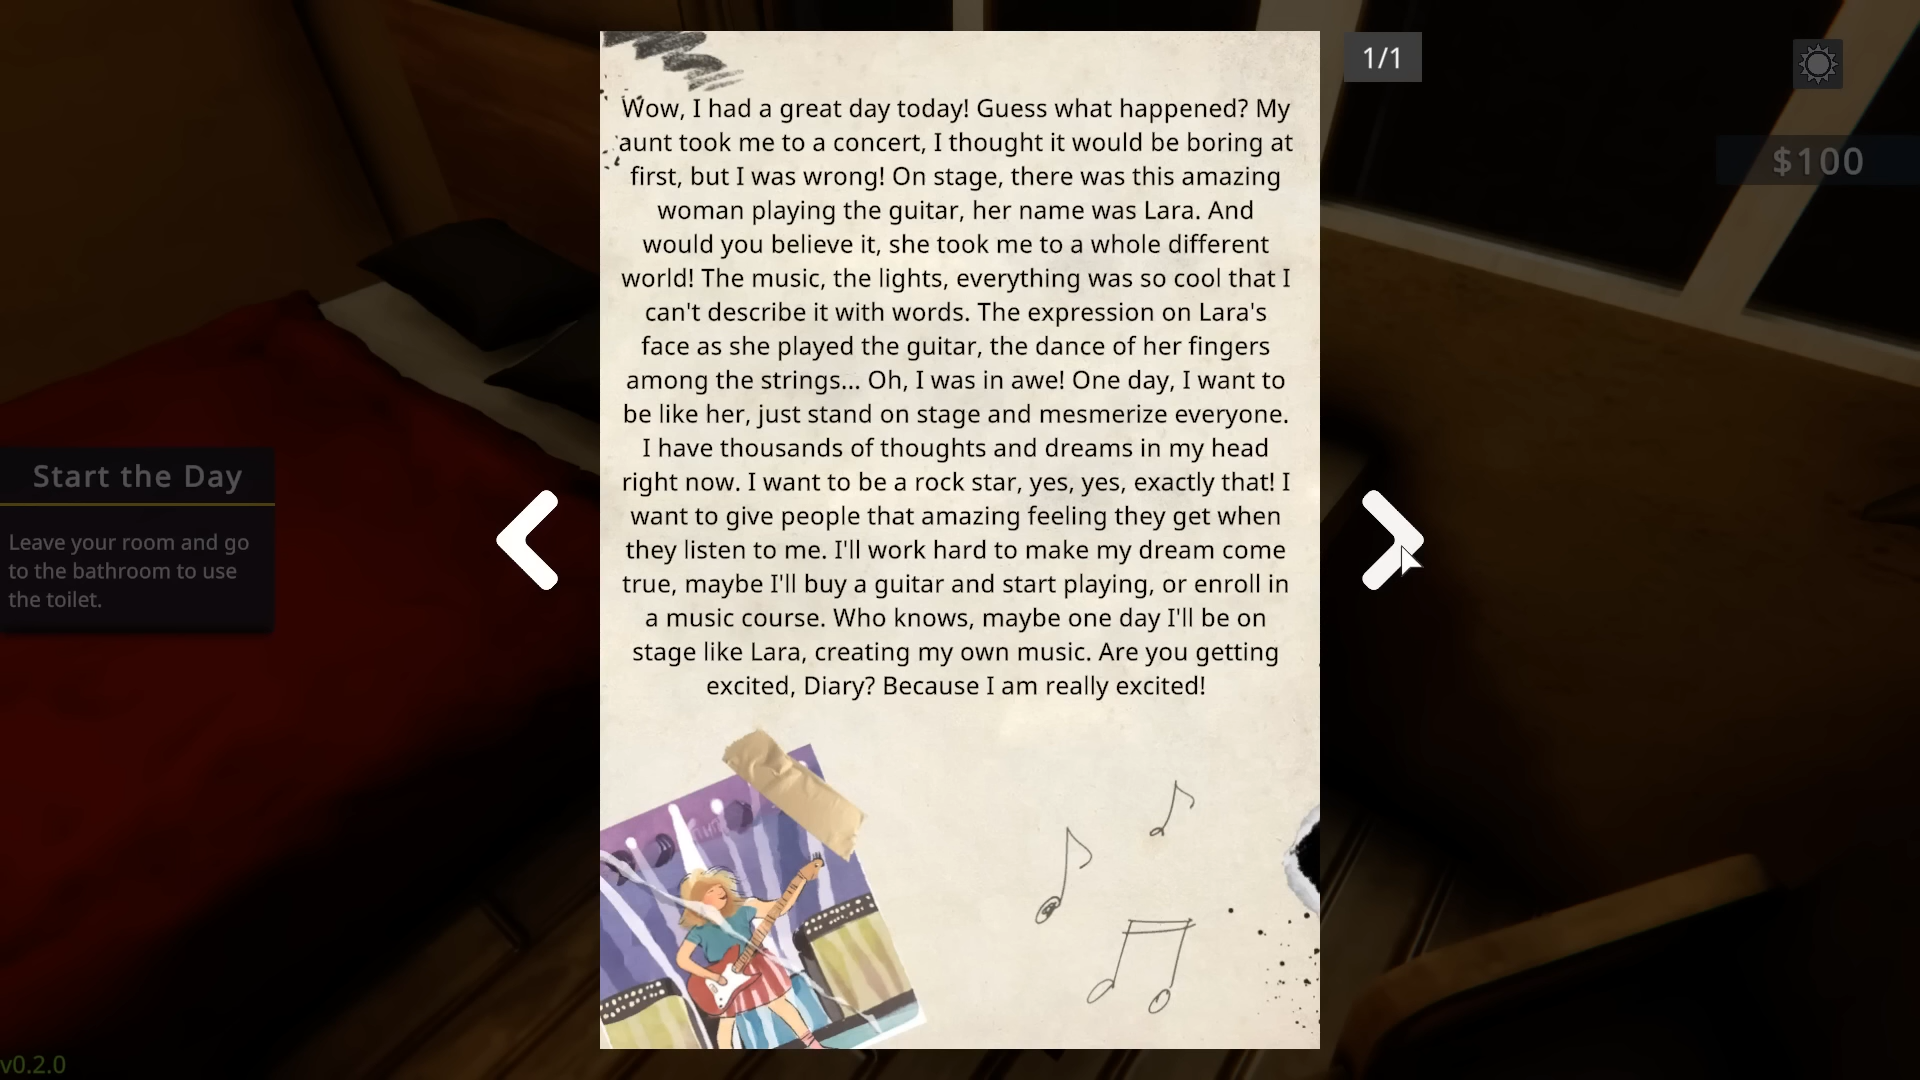 1/1
Wow, I had a great day today! Guess what happened? My
aunt took me to a concert, I thought it would be boring at
first, but I was wrong! On stage, there was this amazing
woman playing the guitar, her name was Lara. And
would you believe it, she took me to a whole different
world! The music, the lights, everything was so cool that I
can't describe it with words. The expression on Lara's
face as she played the guitar, the dance of her fingers
among the strings... Oh, I was in awe! One day, I want to
be like her, just stand on stage and mesmerize everyone.
I have thousands of thoughts and dreams in my head
right now. I want to be a rock star, yes, yes, exactly that! I
want to give people that amazing feeling they get when
they listen to me. I'll work hard to make my dream come
true, maybe I'll buy a guitar and start playing, or enroll in
a music course. Who knows, maybe one day I'll be on
stage like Lara, creating my own music. Are you getting
excited, Diary? Because I am really excited!
$100
Start the Day
Leave your room and go
to the bathroom to use
the toilet.
v0.2.0